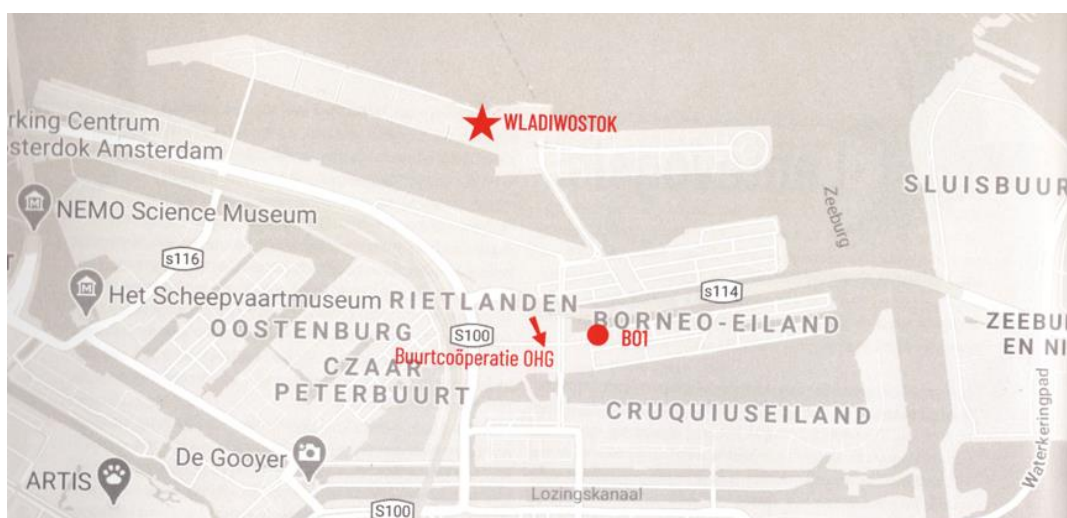 WLADIWOSTOK
rking Centrum
sterdok Amsterdam
Zeeburg
SLUISBUUR
NEMO Science Museum
S116
S114
Het Scheepvaartmuseum
RIETLANDEN
OOSTENBURG
S100
BORNEO-EILAND
BO1
ZEEBU
EN NI
Buurtcoöperatie OHG
CZAAR
PETERBUURT
CRUQUIUSEILAND
Waterkeringpad
De Gooyer
ARTIS
Lozingskanaal
S100